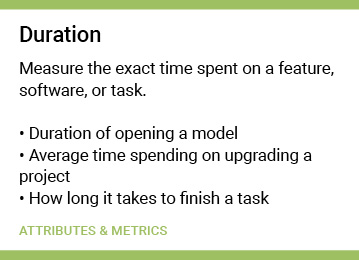 Duration
Measure the exact time spent on a feature,
software, or task.
• Duration of opening a model
• Average time spending on upgrading a
project
• How long it takes to finish a task
ATTRIBUTES & METRICS